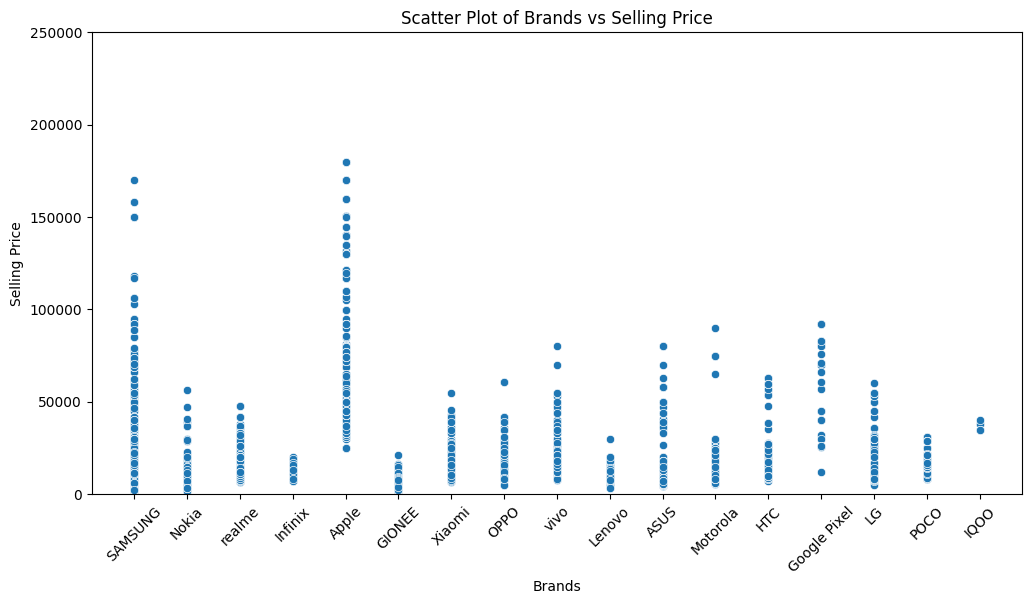 Scatter Plot of Brands vs Selling Price
250000
200000
150000
100000
50000
0
Selling Price
SAMSUNG
Nokia
realme
Infinix
Apple
GIONEE
Xiaomi
OPPO
vivo
Lenovo
ASUS
Motorola
HTC
Google Pixel
LG
POCO
IQOO
Brands